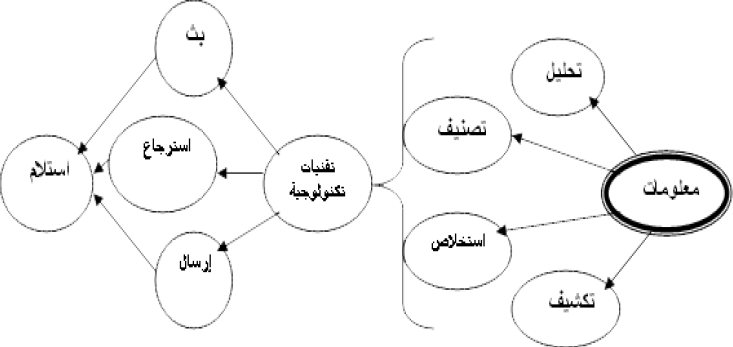 بث
تحليل
تصنيف
استرجاع
تقنيات
تكنولوجية
استلام
معلومات
استخلاص
إرسال
تكشيف